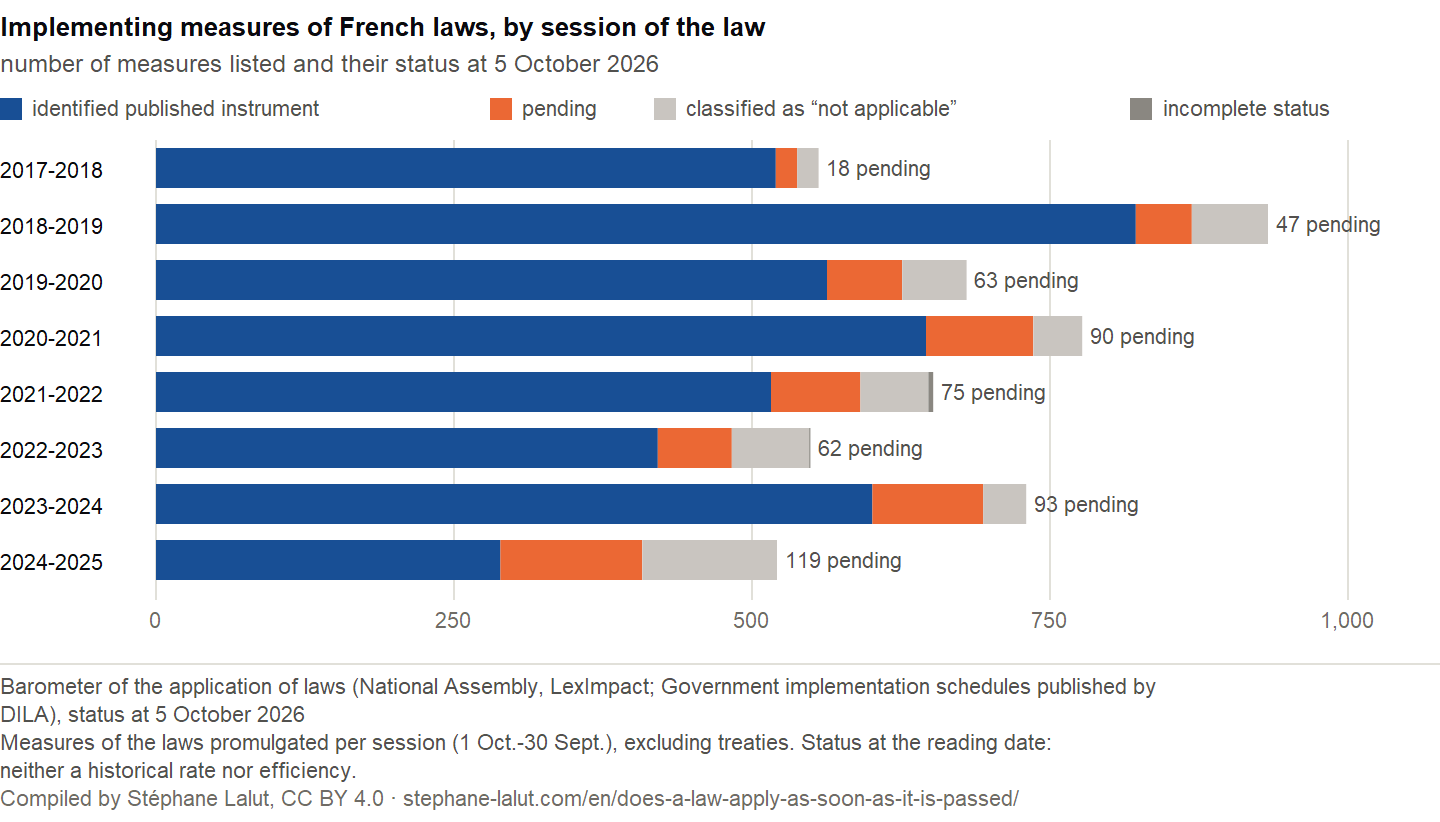 Implementing measures of French laws, by session of the law
number of measures listed and their status at 5 October 2026
identified published instrument pending classified as “not applicable” incomplete status
2017-2018 18 pending
2018-2019 47 pending
2019-2020 63 pending
2020-2021 90 pending
2021-2022 75 pending
2022-2023 62 pending
2023-2024 93 pending
2024-2025 119 pending
0 250 500 750 1,000
Barometer of the application of laws (National Assembly, LexImpact; Government implementation schedules published by
DILA), status at 5 October 2026
Measures of the laws promulgated per session (1 Oct.-30 Sept.), excluding treaties. Status at the reading date:
neither a historical rate nor efficiency.
Compiled by Stéphane Lalut, CC BY 4.0 · stephane-lalut.com/en/does-a-law-apply-as-soon-as-it-is-passed/